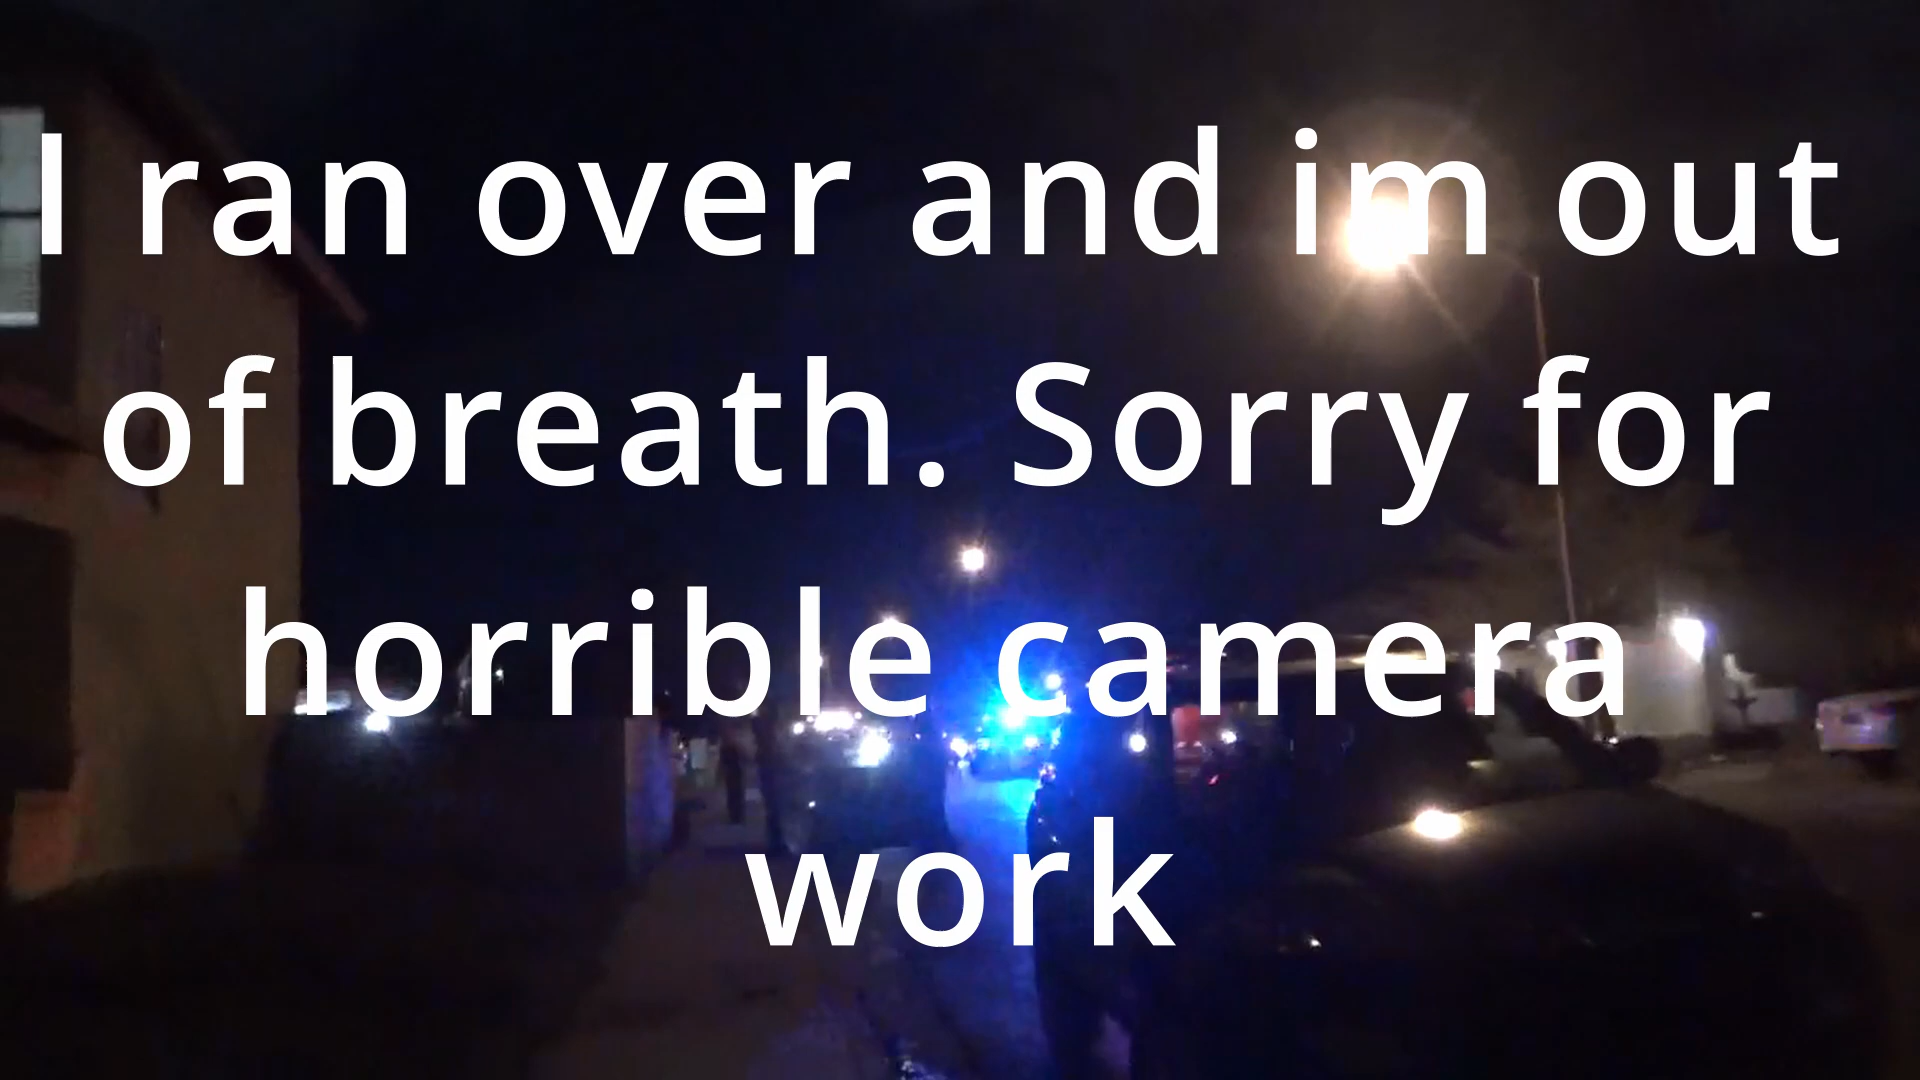 I ran over and im out
of breath. Sorry for
horrible camera
work